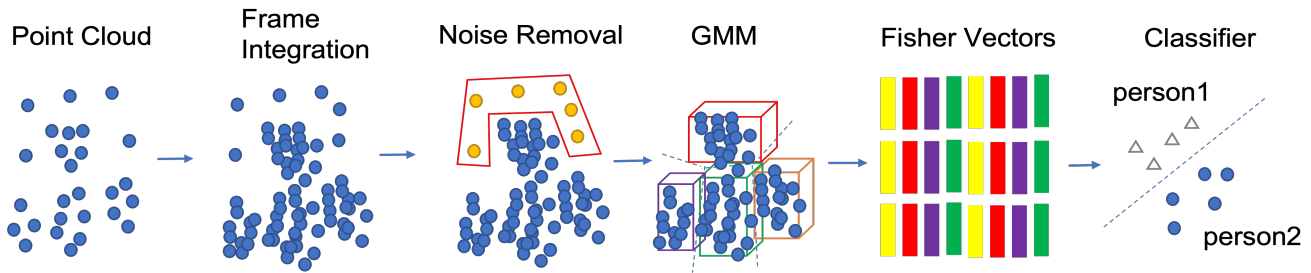 Point Cloud
Frame
Integration
Noise Removal
GMM
Fisher Vectors
Classifier
person1
person2